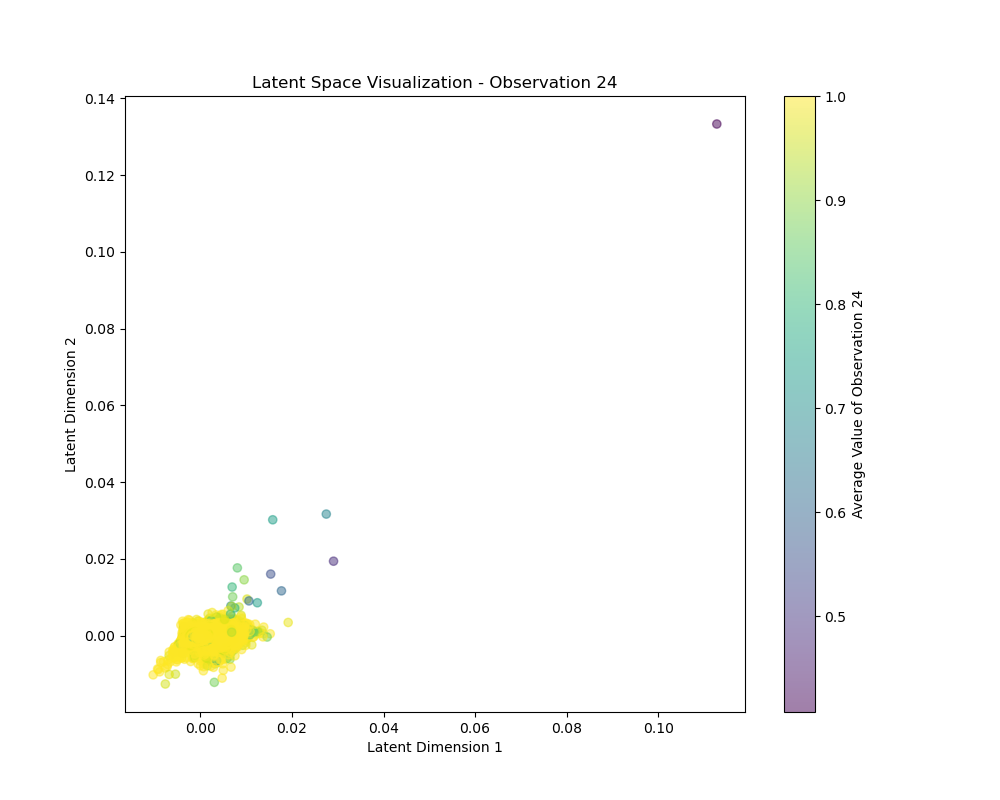 Latent Space Visualization - Observation 24
0.14
0.12
0.10
0.08
0.06
0.04
0.02
0.00
Latent Dimension 2
0.00 0.02 0.04 0.06 0.08 0.10
Latent Dimension 1
1.0
0.9
0.8
0.7
0.6
0.5
Average Value of Observation 24